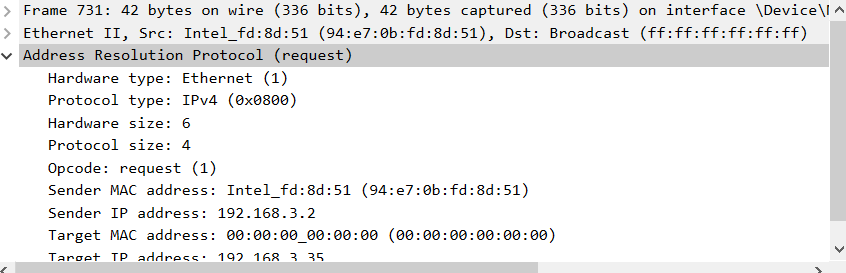 Frame 731: 42 bytes on wire (336 bits), 42 bytes captured (336 bits) on interface \Device\
Ethernet II, Src: Intel_fd:8d:51 (94:e7:0b:fd:8d:51), Dst: Broadcast (ff:ff:ff:ff:ff:ff)
Address Resolution Protocol (request)
Hardware type: Ethernet (1)
Protocol type: IPv4 (0x0800)
Hardware size: 6
Protocol size: 4
Opcode: request (1)
Sender MAC address: Intel_fd:8d:51 (94:e7:0b:fd:8d:51)
Sender IP address: 192.168.3.2
Target MAC address: 00:00:00_00:00:00 (00:00:00:00:00:00)
Target IP address: 192.168.3.35